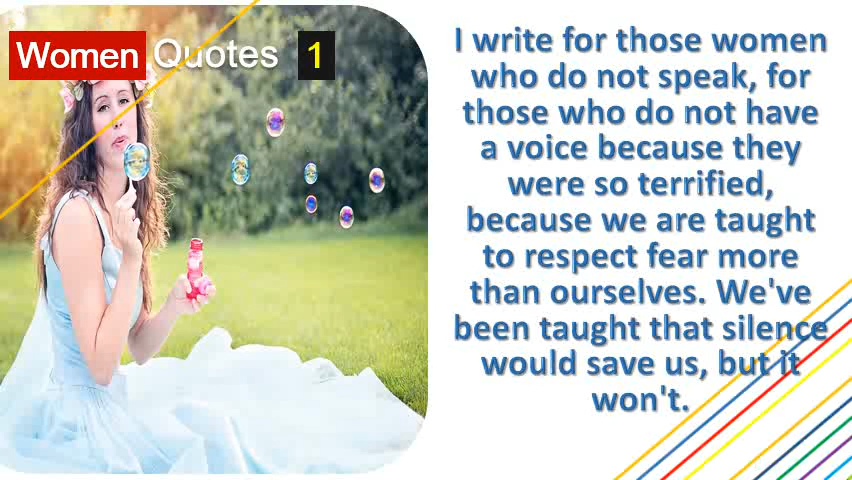 Women Quotes 1
I write for those women
who do not speak, for
those who do not have
a voice because they
were so terrified,
because we are taught
to respect fear more
than ourselves. We've
been taught that silence
would save us, but it
won't.